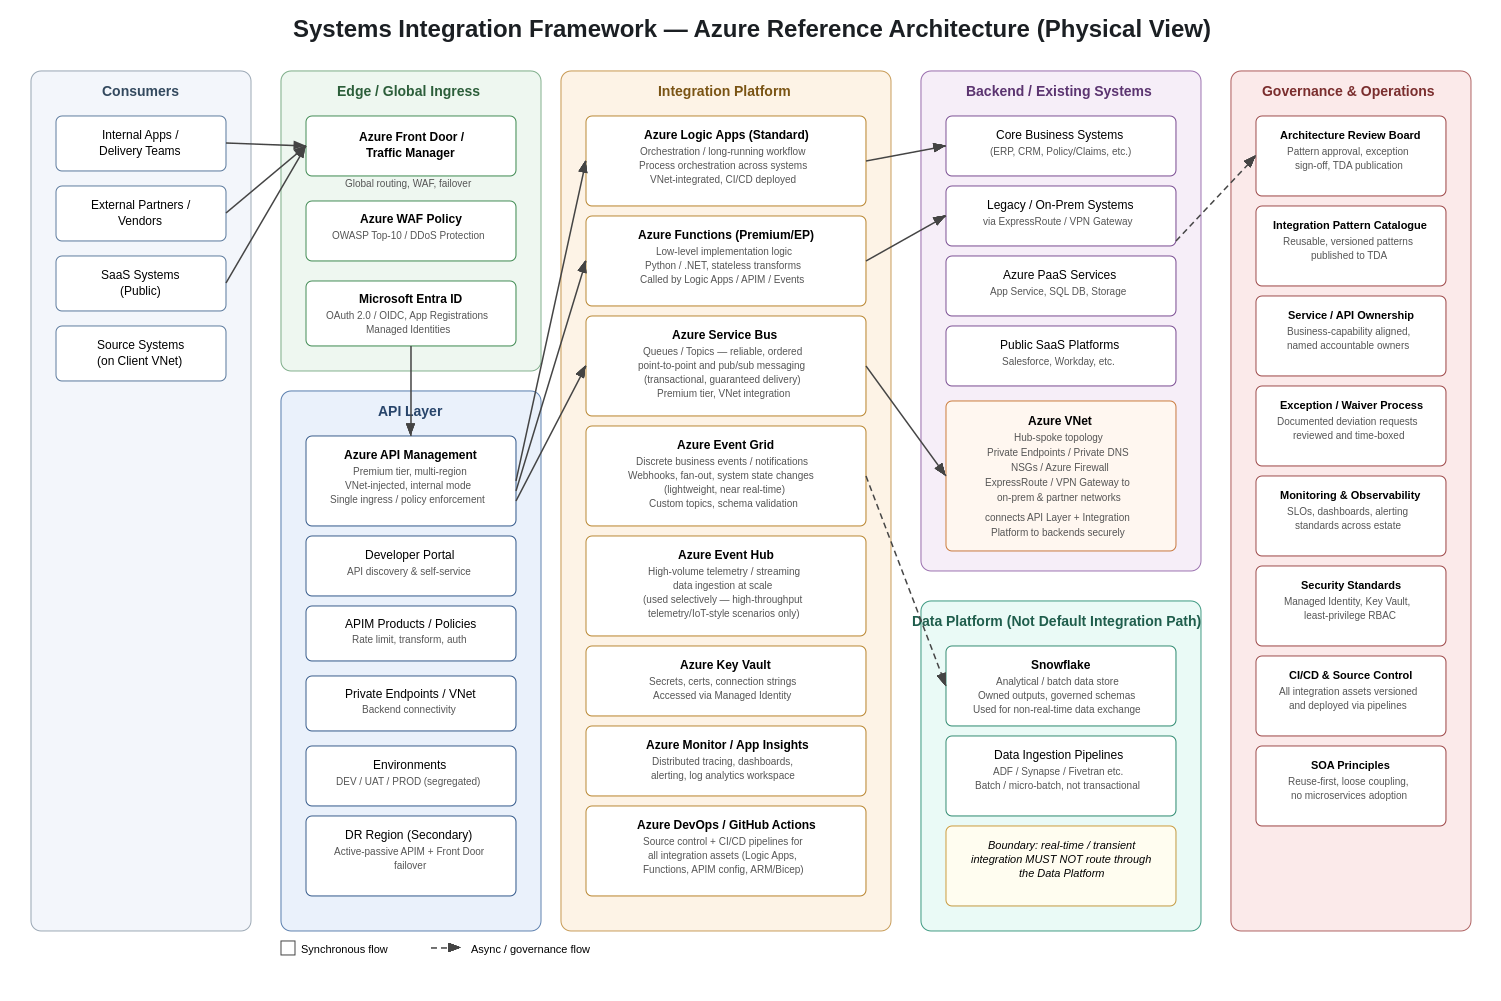 Systems Integration Framework — Azure Reference Architecture (Physical View)
Consumers
Internal Apps /
Delivery Teams
External Partners /
Vendors
SaaS Systems
(Public)
Source Systems
(on Client VNet)
Edge / Global Ingress
Azure Front Door /
Traffic Manager
Global routing, WAF, failover
Azure WAF Policy
OWASP Top-10 / DDoS Protection
Microsoft Entra ID
OAuth 2.0 / OIDC, App Registrations
Managed Identities
API Layer
Azure API Management
Premium tier, multi-region
VNet-injected, internal mode
Single ingress / policy enforcement
Developer Portal
API discovery & self-service
APIM Products / Policies
Rate limit, transform, auth
Private Endpoints / VNet
Backend connectivity
Environments
DEV / UAT / PROD (segregated)
DR Region (Secondary)
Active-passive APIM + Front Door
failover
Integration Platform
Azure Logic Apps (Standard)
Orchestration / long-running workflow
Process orchestration across systems
VNet-integrated, CI/CD deployed
Azure Functions (Premium/EP)
Low-level implementation logic
Python / .NET, stateless transforms
Called by Logic Apps / APIM / Events
Azure Service Bus
Queues / Topics — reliable, ordered
point-to-point and pub/sub messaging
(transactional, guaranteed delivery)
Premium tier, VNet integration
Azure Event Grid
Discrete business events / notifications
Webhooks, fan-out, system state changes
(lightweight, near real-time)
Custom topics, schema validation
Azure Event Hub
High-volume telemetry / streaming
data ingestion at scale
(used selectively — high-throughput
telemetry/IoT-style scenarios only)
Azure Key Vault
Secrets, certs, connection strings
Accessed via Managed Identity
Azure Monitor / App Insights
Distributed tracing, dashboards,
alerting, log analytics workspace
Azure DevOps / GitHub Actions
Source control + CI/CD pipelines for
all integration assets (Logic Apps,
Functions, APIM config, ARM/Bicep)
Backend / Existing Systems
Core Business Systems
(ERP, CRM, Policy/Claims, etc.)
Legacy / On-Prem Systems
via ExpressRoute / VPN Gateway
Azure PaaS Services
App Service, SQL DB, Storage
Public SaaS Platforms
Salesforce, Workday, etc.
Azure VNet
Hub-spoke topology
Private Endpoints / Private DNS
NSGs / Azure Firewall
ExpressRoute / VPN Gateway to
on-prem & partner networks
connects API Layer + Integration
Platform to backends securely
Data Platform (Not Default Integration Path)
Snowflake
Analytical / batch data store
Owned outputs, governed schemas
Used for non-real-time data exchange
Data Ingestion Pipelines
ADF / Synapse / Fivetran etc.
Batch / micro-batch, not transactional
Boundary: real-time / transient
integration MUST NOT route through
the Data Platform
Governance & Operations
Architecture Review Board
Pattern approval, exception
sign-off, TDA publication
Integration Pattern Catalogue
Reusable, versioned patterns
published to TDA
Service / API Ownership
Business-capability aligned,
named accountable owners
Exception / Waiver Process
Documented deviation requests
reviewed and time-boxed
Monitoring & Observability
SLOs, dashboards, alerting
standards across estate
Security Standards
Managed Identity, Key Vault,
least-privilege RBAC
CI/CD & Source Control
All integration assets versioned
and deployed via pipelines
SOA Principles
Reuse-first, loose coupling,
no microservices adoption
Synchronous flow
Async / governance flow